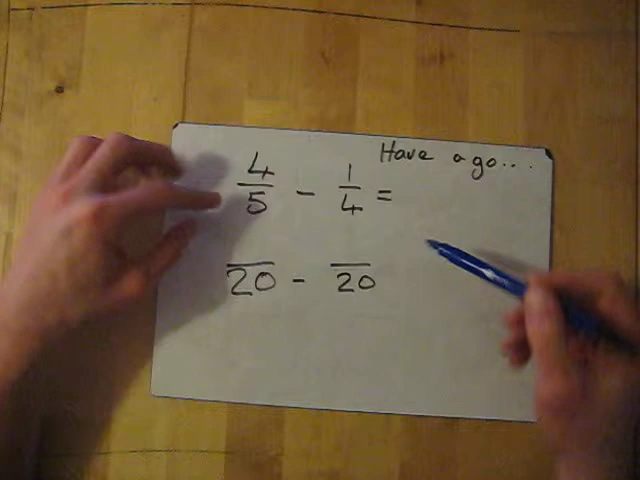 Have a go....
4/5 - 1/4 =
/20 - /20